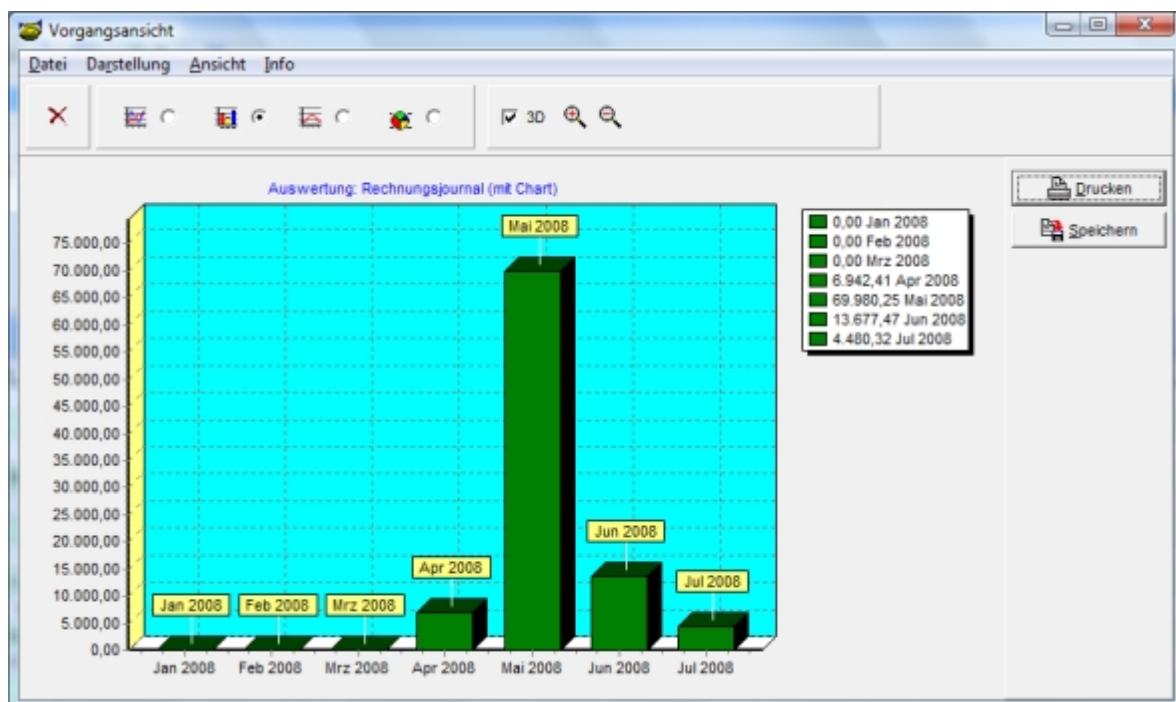 Vorgangsansicht
Datei Darstellung Ansicht Info
3D
Drucken
Speichern
Auswertung: Rechnungsjournal (mit Chart)
75.000,00
70.000,00
65.000,00
60.000,00
55.000,00
50.000,00
45.000,00
40.000,00
35.000,00
30.000,00
25.000,00
20.000,00
15.000,00
10.000,00
5.000,00
0,00
Mai 2008
Jun 2008
Apr 2008
Jul 2008
Jan 2008 Feb 2008 Mrz 2008
Jan 2008 Feb 2008 Mrz 2008 Apr 2008 Mai 2008 Jun 2008 Jul 2008
0,00 Jan 2008
0,00 Feb 2008
0,00 Mrz 2008
6.942,41 Apr 2008
69.980,25 Mai 2008
13.677,47 Jun 2008
4.480,32 Jul 2008